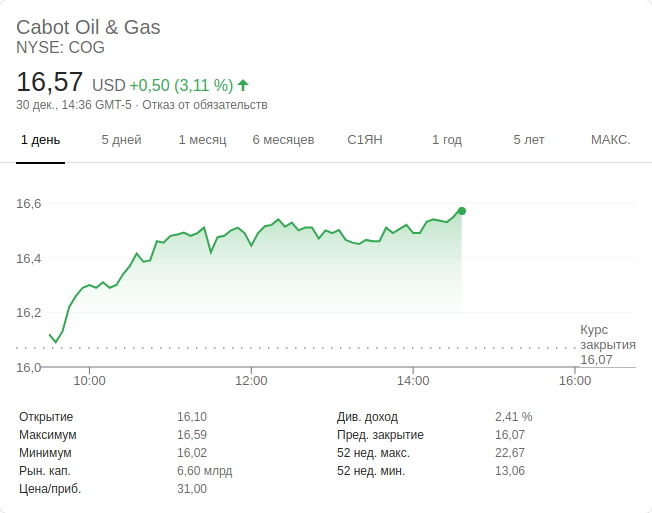 Cabot Oil & Gas
NYSE: COG
16,57 USD +0,50 (3,11 %)
30 дек., 14:36 GMT-5 · Отказ от обязательств
1 день 5 дней 1 месяц 6 месяцев С1ЯН 1 год 5 лет МАКС.
16,6
16,4
16,2
Курс
закрытия
16,07
16,0
10:00 12:00 14:00 16:00
Открытие 16,10 Див. доход 2,41 %
Максимум 16,59 Пред. закрытие 16,07
Минимум 16,02 52 нед. макс. 22,67
Рын. кап. 6,60 млрд 52 нед. мин. 13,06
Цена/приб. 31,00